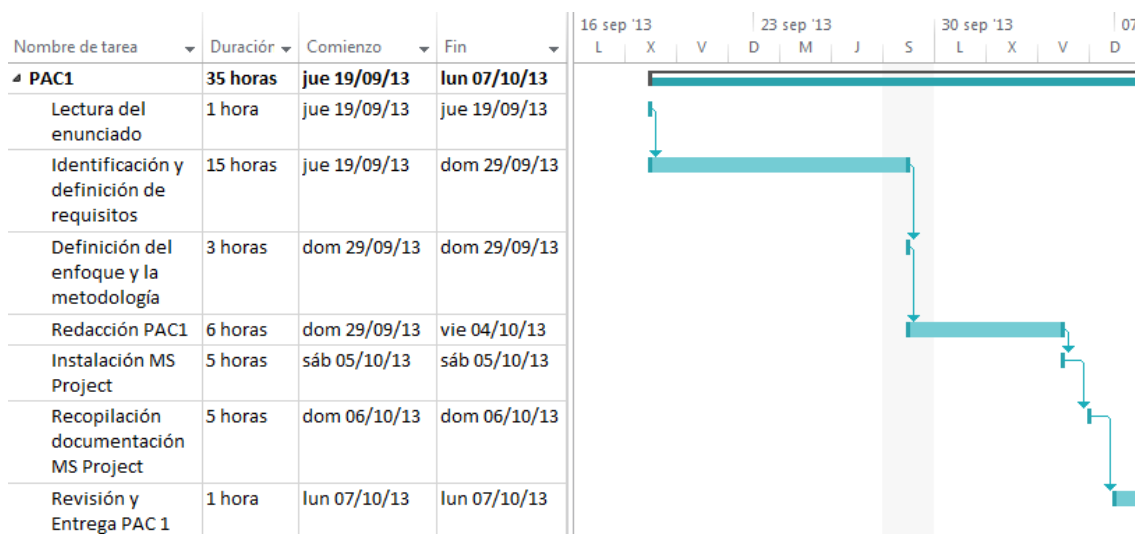 16 sep '13 23 sep '13 30 sep '13 07
Nombre de tarea Duración Comienzo Fin L X V D M J S L X V D
PAC1 35 horas jue 19/09/13 lun 07/10/13
Lectura del 1 hora jue 19/09/13 jue 19/09/13
enunciado
Identificación y 15 horas jue 19/09/13 dom 29/09/13
definición de
requisitos
Definición del 3 horas dom 29/09/13 dom 29/09/13
enfoque y la
metodología
Redacción PAC1 6 horas dom 29/09/13 vie 04/10/13
Instalación MS 5 horas sáb 05/10/13 sáb 05/10/13
Project
Recopilación 5 horas dom 06/10/13 dom 06/10/13
documentación
MS Project
Revisión y 1 hora lun 07/10/13 lun 07/10/13
Entrega PAC 1